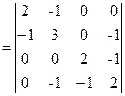 = | 2 -1 0 0 |
| −1 3 0 -1 |
| 0 0 2 -1 |
| 0 -1 −1 2 |